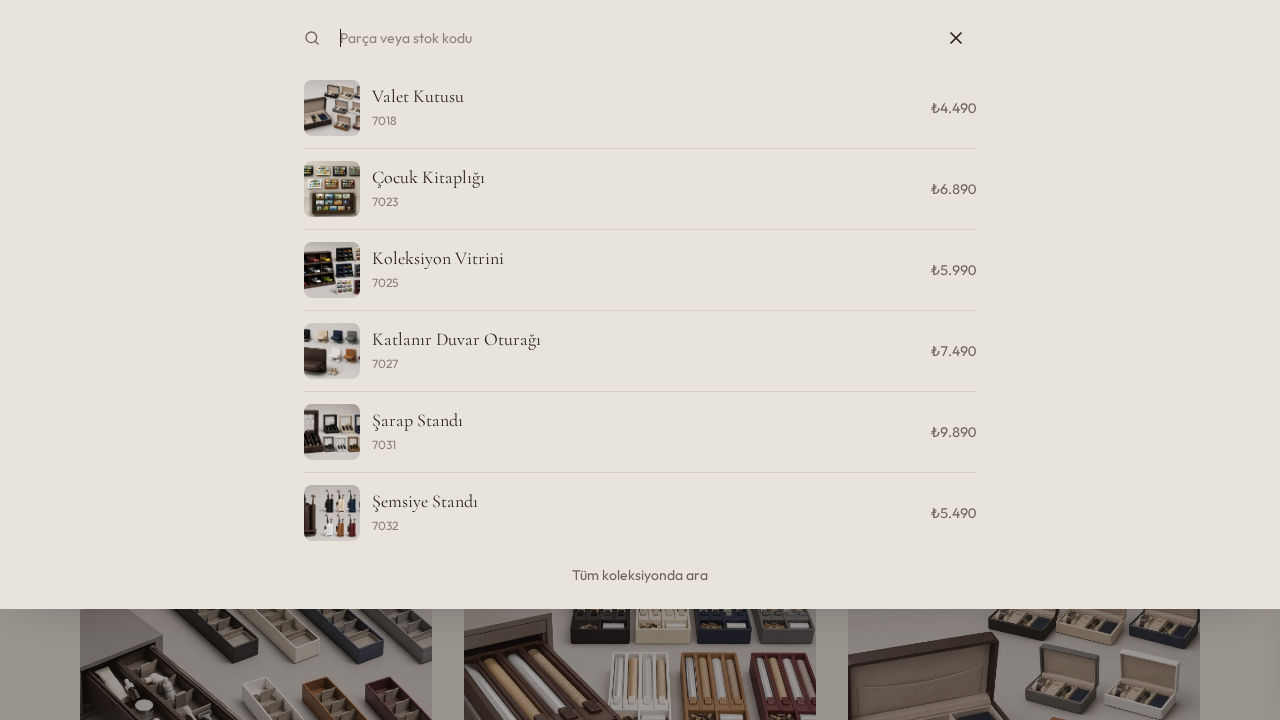 Parça veya stok kodu
Valet Kutusu
7018
₺4.490
Çocuk Kitaplığı
7023
₺6.890
Koleksiyon Vitrini
7025
₺5.990
Katlanır Duvar Oturağı
7027
₺7.490
Şarap Standı
7031
₺9.890
Şemsiye Standı
7032
₺5.490
Tüm koleksiyonda ara